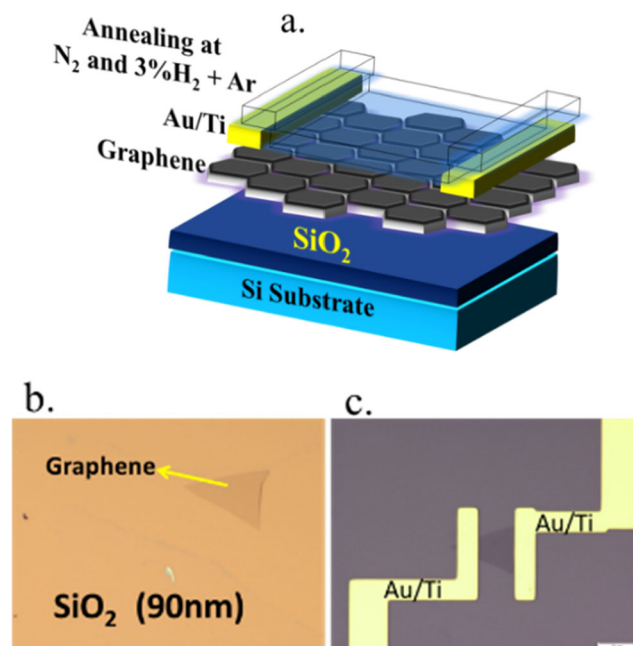 a.
Annealing at
N₂ and 3%H₂ + Ar
Au/Ti
Graphene
SiO₂
Si Substrate
b.
Graphene
SiO₂ (90nm)
c.
Au/Ti
Au/Ti